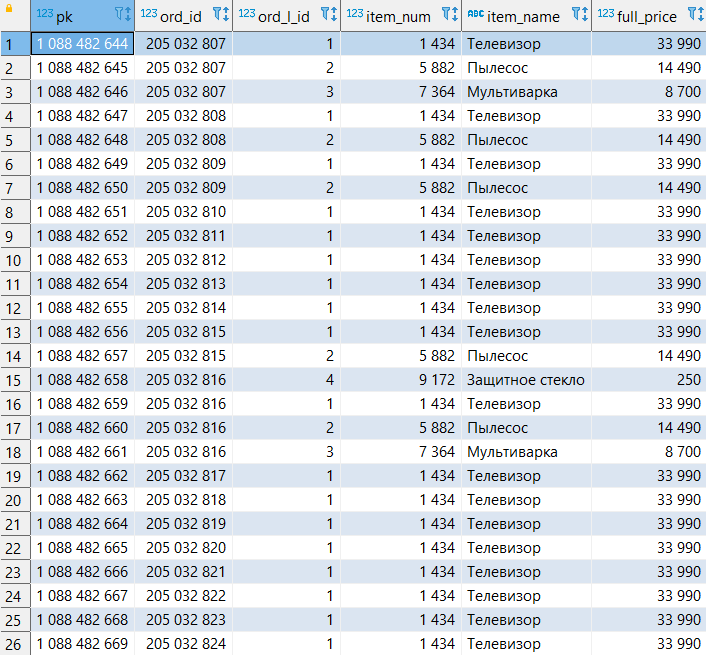 123 pk 123 ord_id 123 ord_l_id 123 item_num ABC item_name 123 full_price
1 1 088 482 644 205 032 807 1 1 434 Телевизор 33 990
2 1 088 482 645 205 032 807 2 5 882 Пылесос 14 490
3 1 088 482 646 205 032 807 3 7 364 Мультиварка 8 700
4 1 088 482 647 205 032 808 1 1 434 Телевизор 33 990
5 1 088 482 648 205 032 808 2 5 882 Пылесос 14 490
6 1 088 482 649 205 032 809 1 1 434 Телевизор 33 990
7 1 088 482 650 205 032 809 2 5 882 Пылесос 14 490
8 1 088 482 651 205 032 810 1 1 434 Телевизор 33 990
9 1 088 482 652 205 032 811 1 1 434 Телевизор 33 990
10 1 088 482 653 205 032 812 1 1 434 Телевизор 33 990
11 1 088 482 654 205 032 813 1 1 434 Телевизор 33 990
12 1 088 482 655 205 032 814 1 1 434 Телевизор 33 990
13 1 088 482 656 205 032 815 1 1 434 Телевизор 33 990
14 1 088 482 657 205 032 815 2 5 882 Пылесос 14 490
15 1 088 482 658 205 032 816 4 9 172 Защитное стекло 250
16 1 088 482 659 205 032 816 1 1 434 Телевизор 33 990
17 1 088 482 660 205 032 816 2 5 882 Пылесос 14 490
18 1 088 482 661 205 032 816 3 7 364 Мультиварка 8 700
19 1 088 482 662 205 032 817 1 1 434 Телевизор 33 990
20 1 088 482 663 205 032 818 1 1 434 Телевизор 33 990
21 1 088 482 664 205 032 819 1 1 434 Телевизор 33 990
22 1 088 482 665 205 032 820 1 1 434 Телевизор 33 990
23 1 088 482 666 205 032 821 1 1 434 Телевизор 33 990
24 1 088 482 667 205 032 822 1 1 434 Телевизор 33 990
25 1 088 482 668 205 032 823 1 1 434 Телевизор 33 990
26 1 088 482 669 205 032 824 1 1 434 Телевизор 33 990